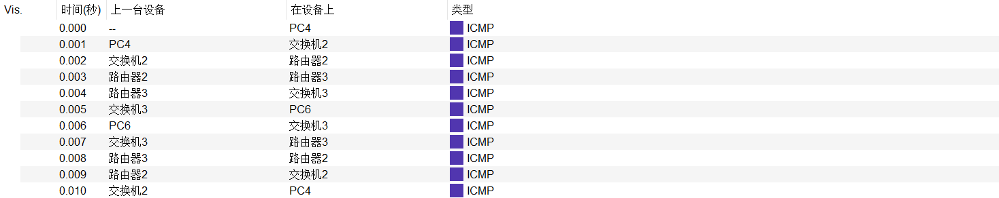 Vis. 时间(秒) 上一台设备 在设备上 类型
0.000 -- PC4 ICMP
0.001 PC4 交换机2 ICMP
0.002 交换机2 路由器2 ICMP
0.003 路由器2 路由器3 ICMP
0.004 路由器3 交换机3 ICMP
0.005 交换机3 PC6 ICMP
0.006 PC6 交换机3 ICMP
0.007 交换机3 路由器3 ICMP
0.008 路由器3 路由器2 ICMP
0.009 路由器2 交换机2 ICMP
0.010 交换机2 PC4 ICMP